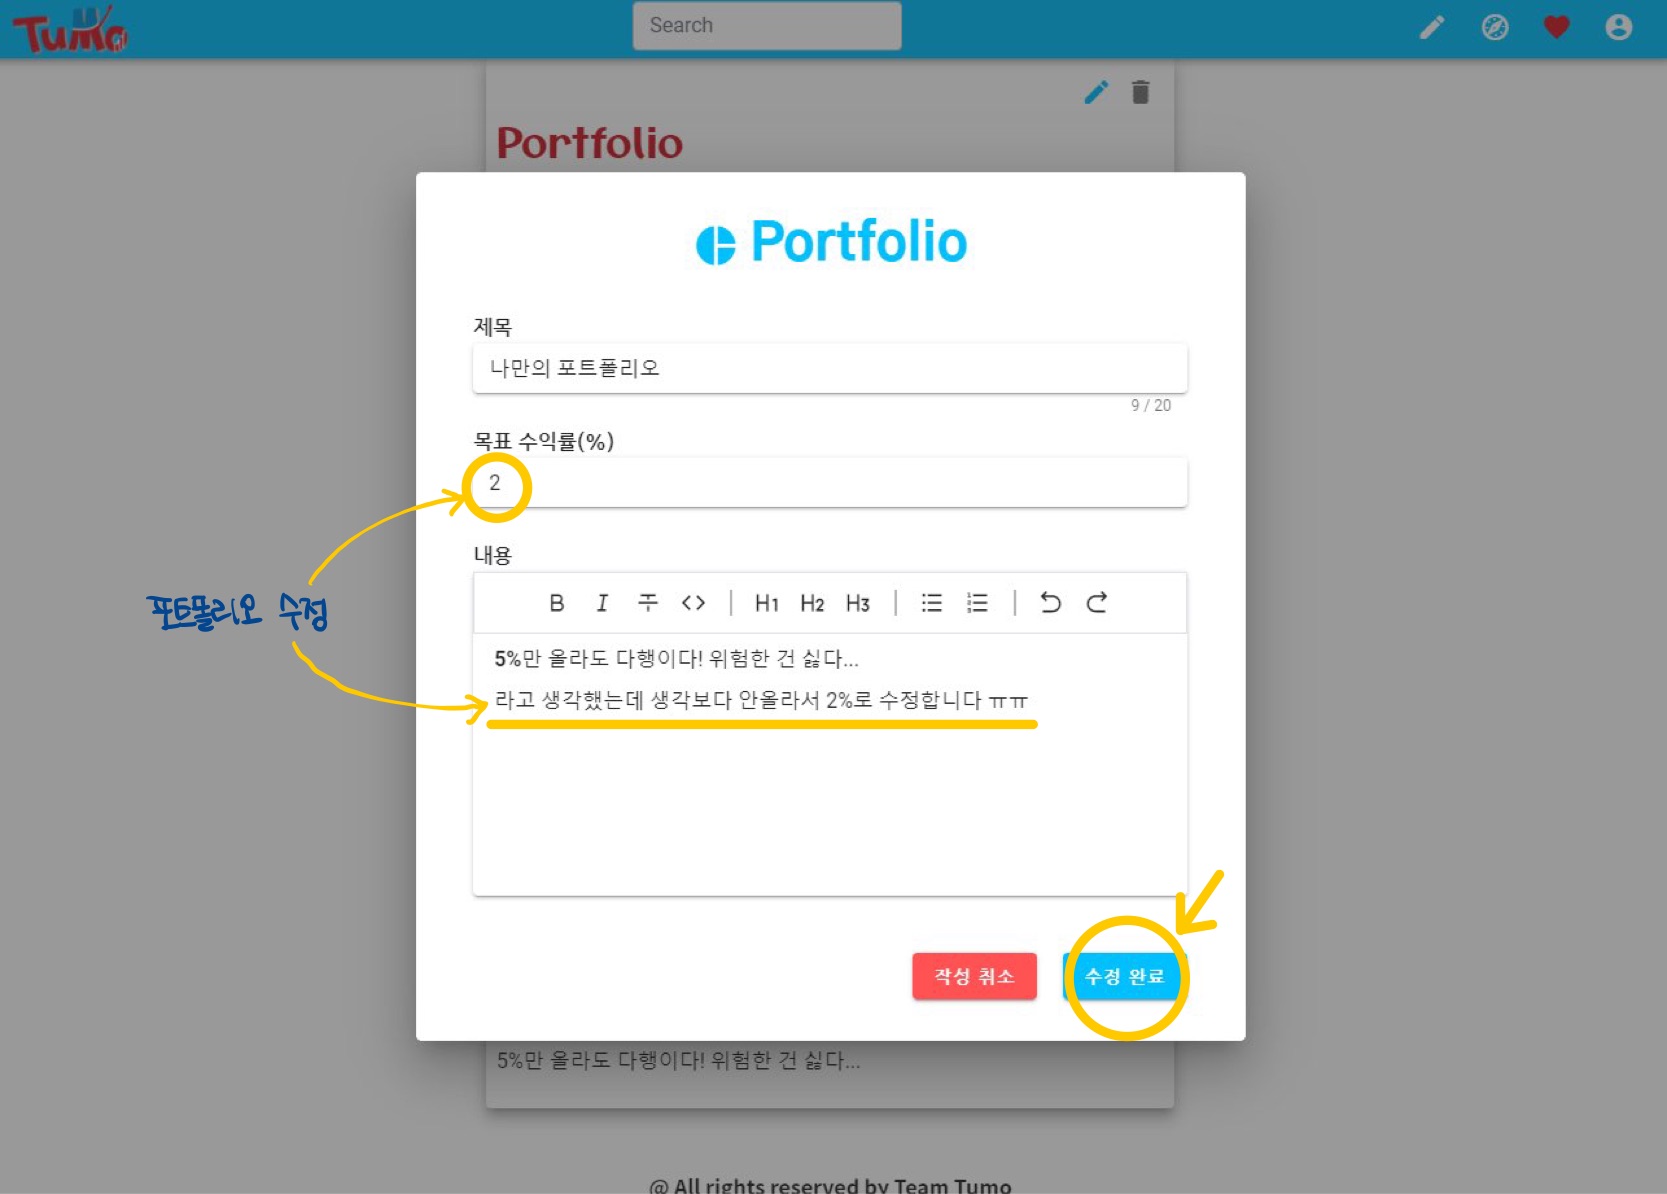 Tumo
Search
Portfolio
Portfolio
제목
나만의 포트폴리오
9 / 20
목표 수익률(%)
2
내용
B I T <> | H1 H2 H3
5%만 올라도 다행이다! 위험한 건 싫다...
라고 생각했는데 생각보다 안올라서 2%로 수정합니다 ㅠㅠ
포트폴리오 수정
작성 취소
수정 완료
5%만 올라도 다행이다! 위험한 건 싫다...
@ All rights reserved by Team Tumo